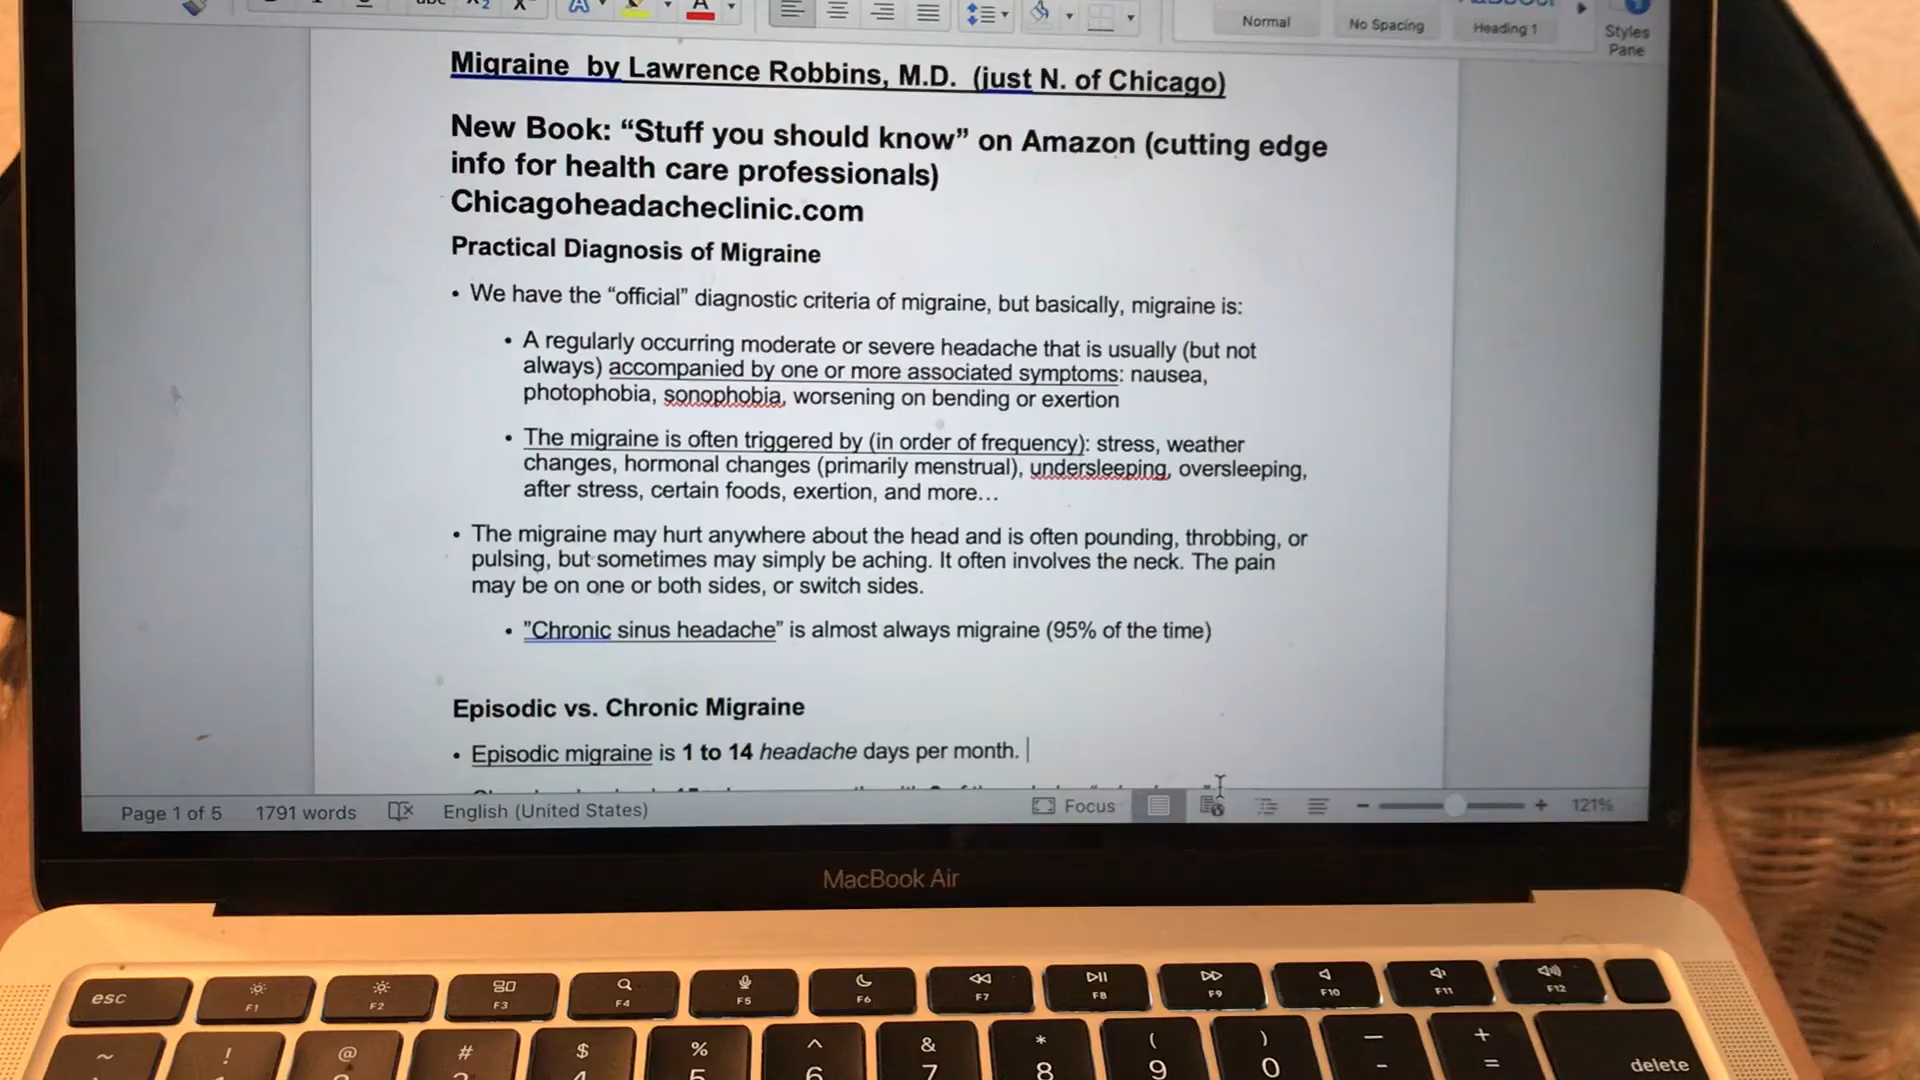 abc X₂ X A A
Normal No Spacing Heading 1 Styles Pane
Migraine by Lawrence Robbins, M.D. (just N. of Chicago)
New Book: “Stuff you should know” on Amazon (cutting edge
info for health care professionals)
Chicagoheadacheclinic.com
Practical Diagnosis of Migraine
• We have the “official” diagnostic criteria of migraine, but basically, migraine is:
• A regularly occurring moderate or severe headache that is usually (but not
always) accompanied by one or more associated symptoms: nausea,
photophobia, sonophobia, worsening on bending or exertion
• The migraine is often triggered by (in order of frequency): stress, weather
changes, hormonal changes (primarily menstrual), undersleeping, oversleeping,
after stress, certain foods, exertion, and more…
• The migraine may hurt anywhere about the head and is often pounding, throbbing, or
pulsing, but sometimes may simply be aching. It often involves the neck. The pain
may be on one or both sides, or switch sides.
• ”Chronic sinus headache” is almost always migraine (95% of the time)
Episodic vs. Chronic Migraine
• Episodic migraine is 1 to 14 headache days per month.
Page 1 of 5 1791 words English (United States) Focus − + 121%
MacBook Air
esc F1 F2 F3 F4 F5 F6 F7 F8 F9 F10 F11 F12
~ ! @ # $ % ^ & * ( ) — + delete
5 6 7 8 9 0 - =